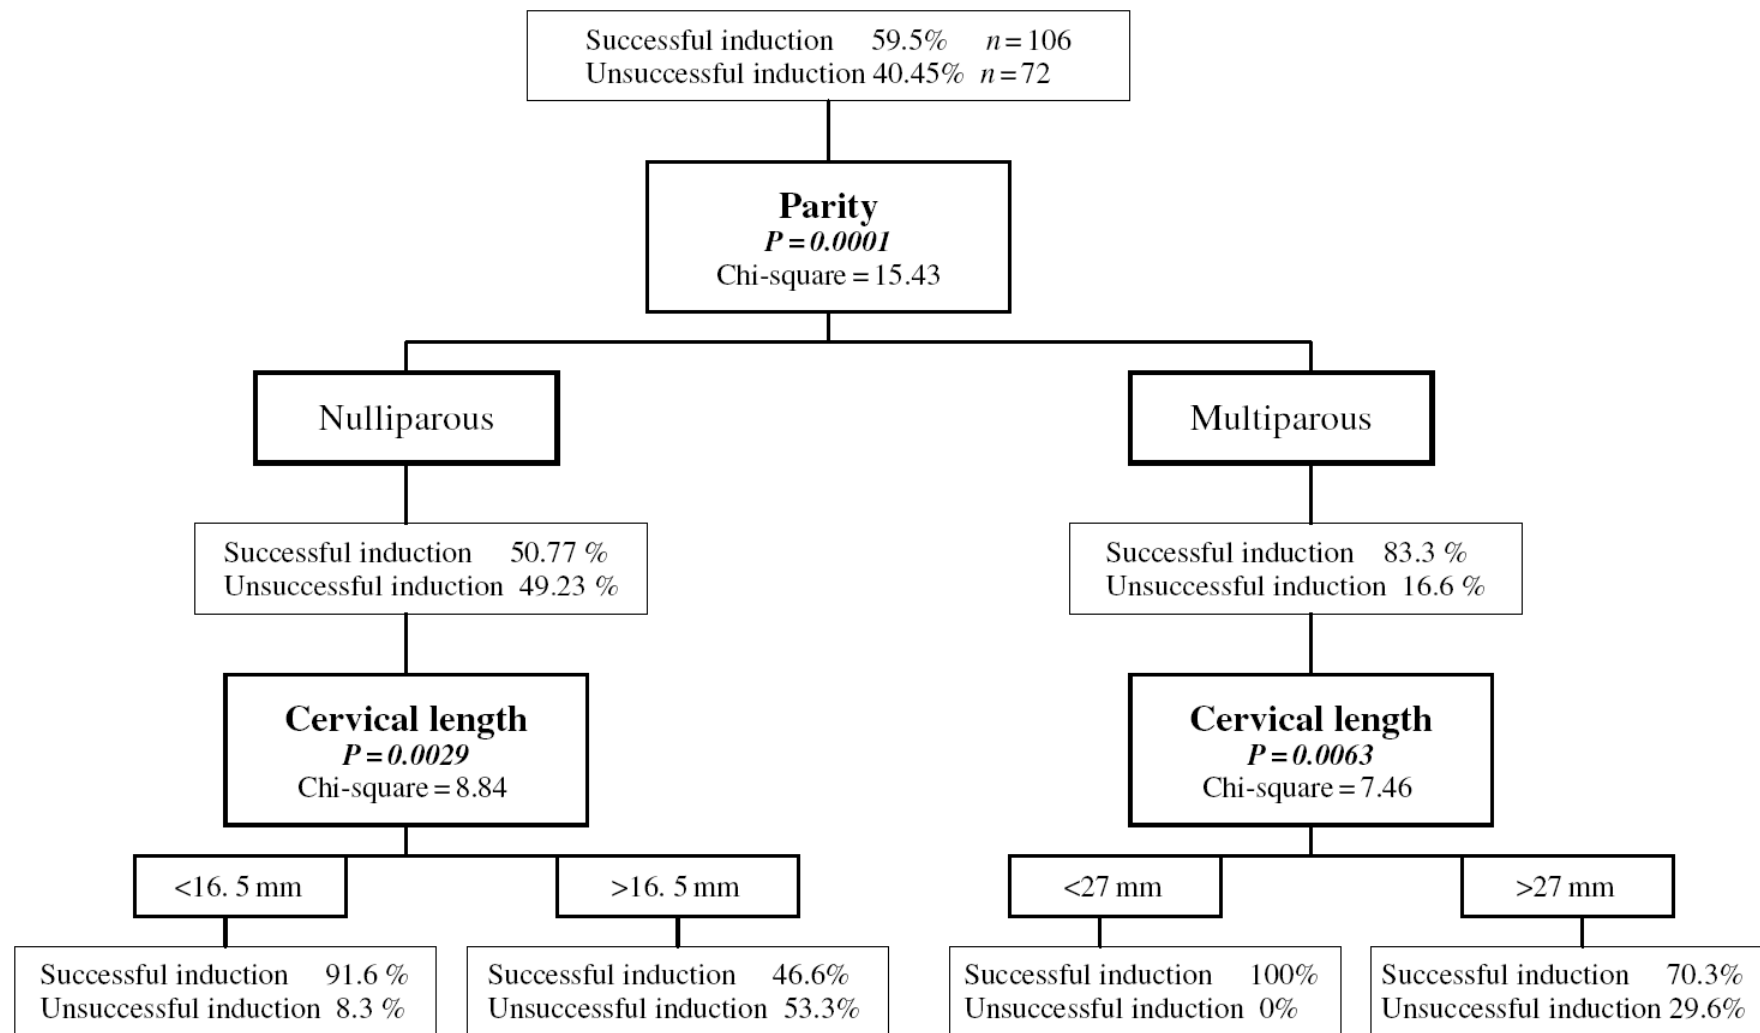 Successful induction 59.5% n = 106
Unsuccessful induction 40.45% n = 72
Parity
P = 0.0001
Chi-square = 15.43
Nulliparous
Multiparous
Successful induction 50.77 %
Unsuccessful induction 49.23 %
Successful induction 83.3 %
Unsuccessful induction 16.6 %
Cervical length
P = 0.0029
Chi-square = 8.84
Cervical length
P = 0.0063
Chi-square = 7.46
<16. 5 mm
>16. 5 mm
<27 mm
>27 mm
Successful induction 91.6 %
Unsuccessful induction 8.3 %
Successful induction 46.6%
Unsuccessful induction 53.3%
Successful induction 100%
Unsuccessful induction 0%
Successful induction 70.3%
Unsuccessful induction 29.6%